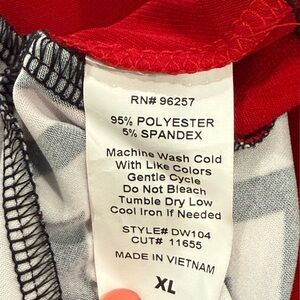 RN# 96257
95% POLYESTER
5% SPANDEX
Machine Wash Cold
With Like Colors
Gentle Cycle
Do Not Bleach
Tumble Dry Low
Cool Iron If Needed
STYLE# DW104
CUT# 11655
MADE IN VIETNAM
XL